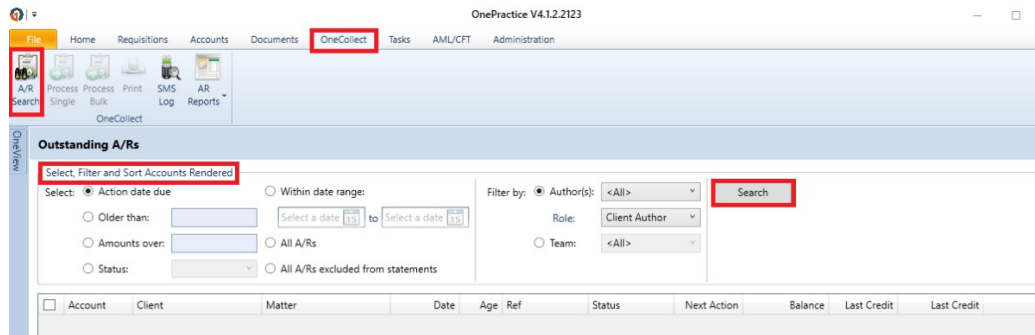 OnePractice V4.1.2.2123
File Home Requisitions Accounts Documents OneCollect Tasks AML/CFT Administration
A/R Process Process Print SMS AR
Search Single Bulk Log Reports
OneCollect
OneView
Outstanding A/Rs
Select, Filter and Sort Accounts Rendered
Select: Action date due Within date range: Filter by: Author(s): <All> Search
Older than: Select a date 15 to Select a date 15 Role: Client Author
Amounts over: All A/Rs Team: <All>
Status: All A/Rs excluded from statements
Account Client Matter Date Age Ref Status Next Action Balance Last Credit Last Credit